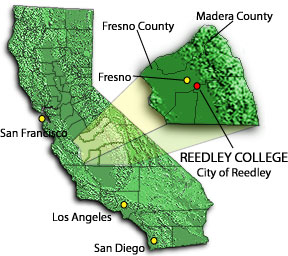 Madera County
Fresno County
Fresno
San Francisco
REEDLEY COLLEGE
City of Reedley
Los Angeles
San Diego